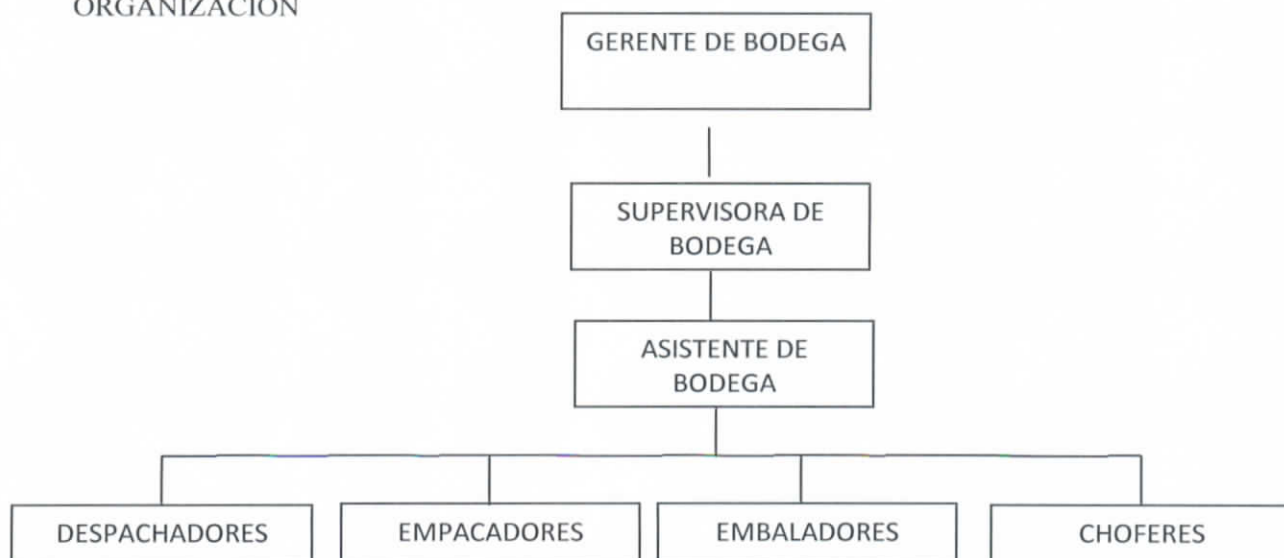 ORGANIZACIÓN
GERENTE DE BODEGA
SUPERVISORA DE
BODEGA
ASISTENTE DE
BODEGA
DESPACHADORES
EMPACADORES
EMBALADORES
CHOFERES